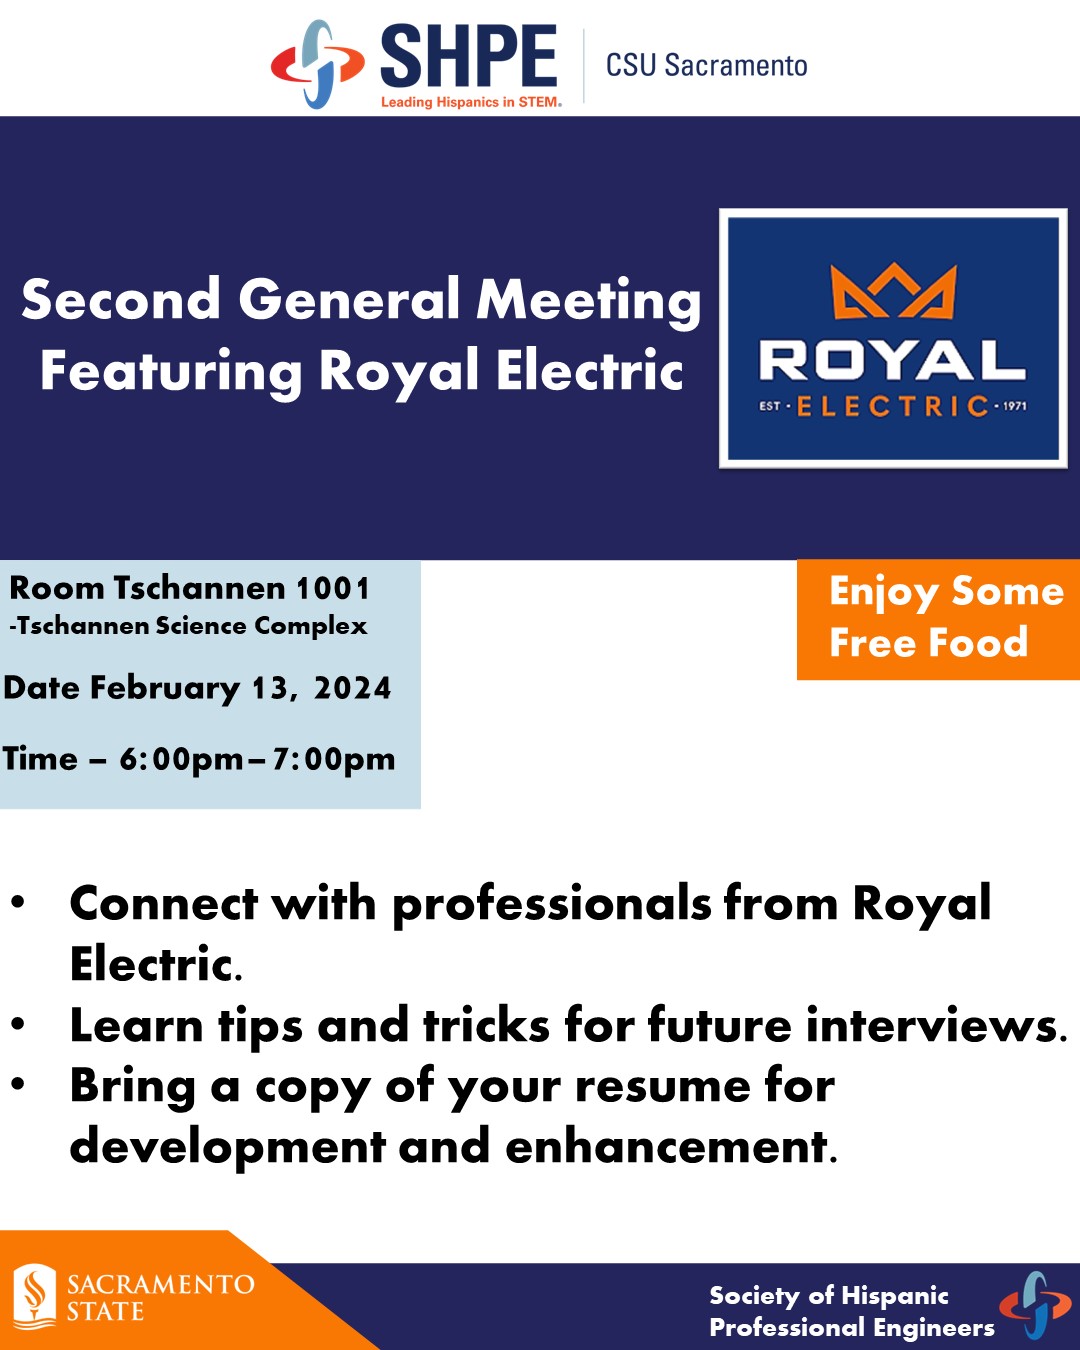 SHPE
Leading Hispanics in STEM.
CSU Sacramento
Second General Meeting
Featuring Royal Electric
ROYAL
EST - ELECTRIC - 1971
Room Tschannen 1001
-Tschannen Science Complex
Date February 13, 2024
Time – 6:00pm–7:00pm
Enjoy Some
Free Food
• Connect with professionals from Royal
Electric.
• Learn tips and tricks for future interviews.
• Bring a copy of your resume for
development and enhancement.
SACRAMENTO
STATE
Society of Hispanic
Professional Engineers